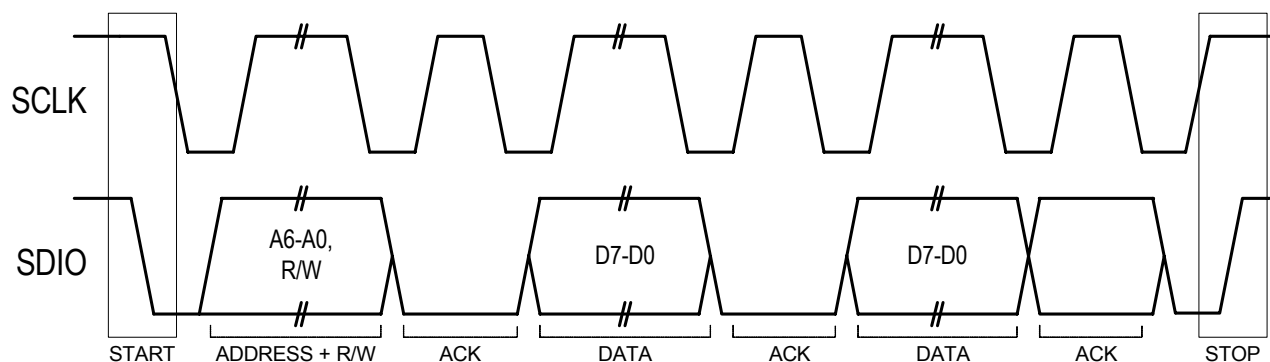 SCLK
SDIO
A6-A0,
R/W
D7-D0
D7-D0
START
ADDRESS + R/W
ACK
DATA
ACK
DATA
ACK
STOP